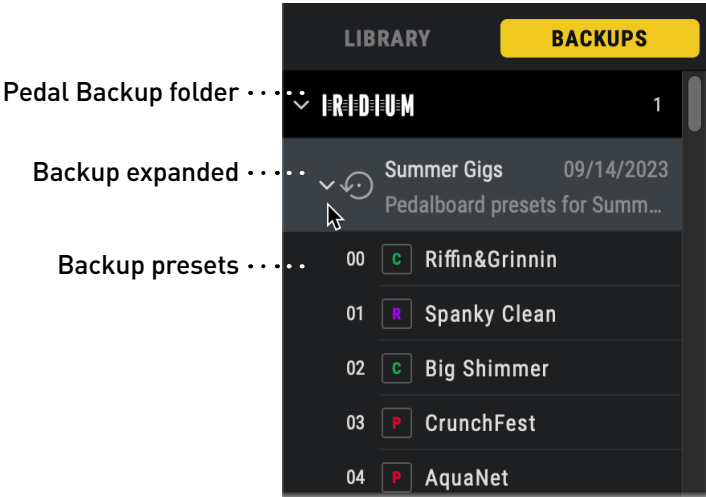 LIBRARY BACKUPS
Pedal Backup folder IRIDIUM 1
Backup expanded Summer Gigs 09/14/2023
Pedalboard presets for Summ...
Backup presets 00 C Riffin&Grinnin
01 R Spanky Clean
02 C Big Shimmer
03 P CrunchFest
04 P AquaNet